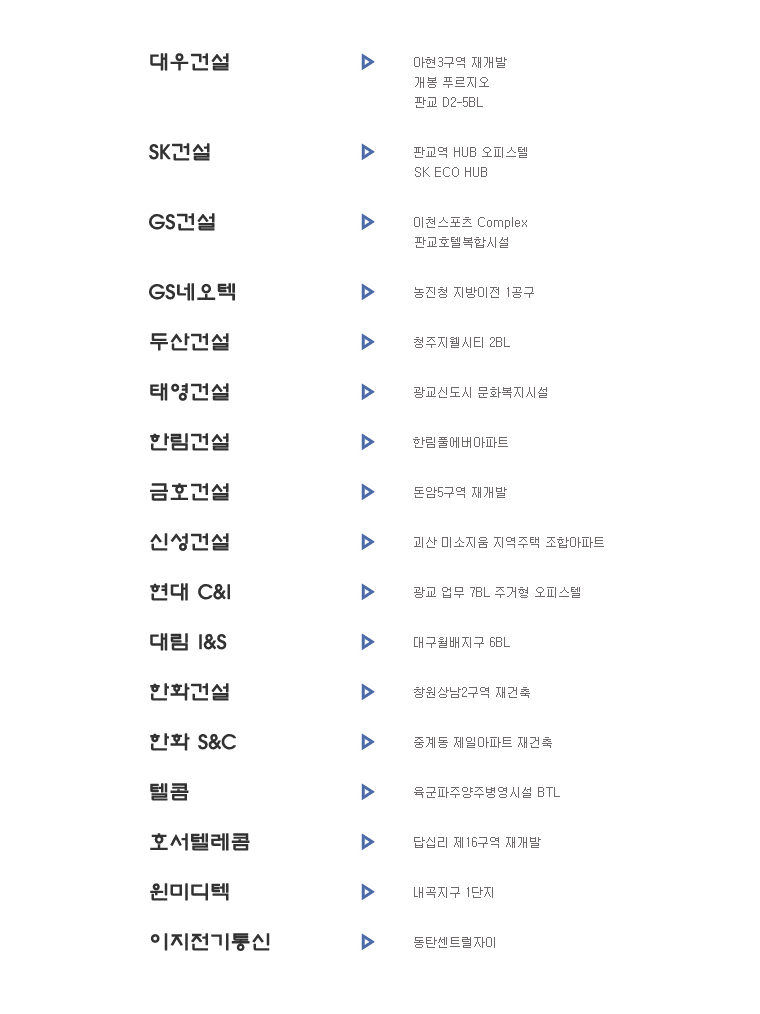 대우건설
아현3구역 재개발
개봉 푸르지오
판교 D2-5BL
SK건설
판교역 HUB 오피스텔
SK ECO HUB
GS건설
이천스포츠 Complex
판교호텔복합시설
GS네오텍
농진청 지방이전 1공구
두산건설
청주지웰시티 2BL
태영건설
광교신도시 문화복지시설
한림건설
한림풀에버아파트
금호건설
돈암5구역 재개발
신성건설
괴산 미소지움 지역주택 조합아파트
현대 C&I
광교 업무 7BL 주거형 오피스텔
대림 I&S
대구월배지구 6BL
한화건설
창원상남2구역 재건축
한화 S&C
중계동 제일아파트 재건축
텔콤
육군파주양주병영시설 BTL
호서텔레콤
답십리 제16구역 재개발
원미디텍
내곡지구 1단지
이지전기통신
동탄센트럴자이